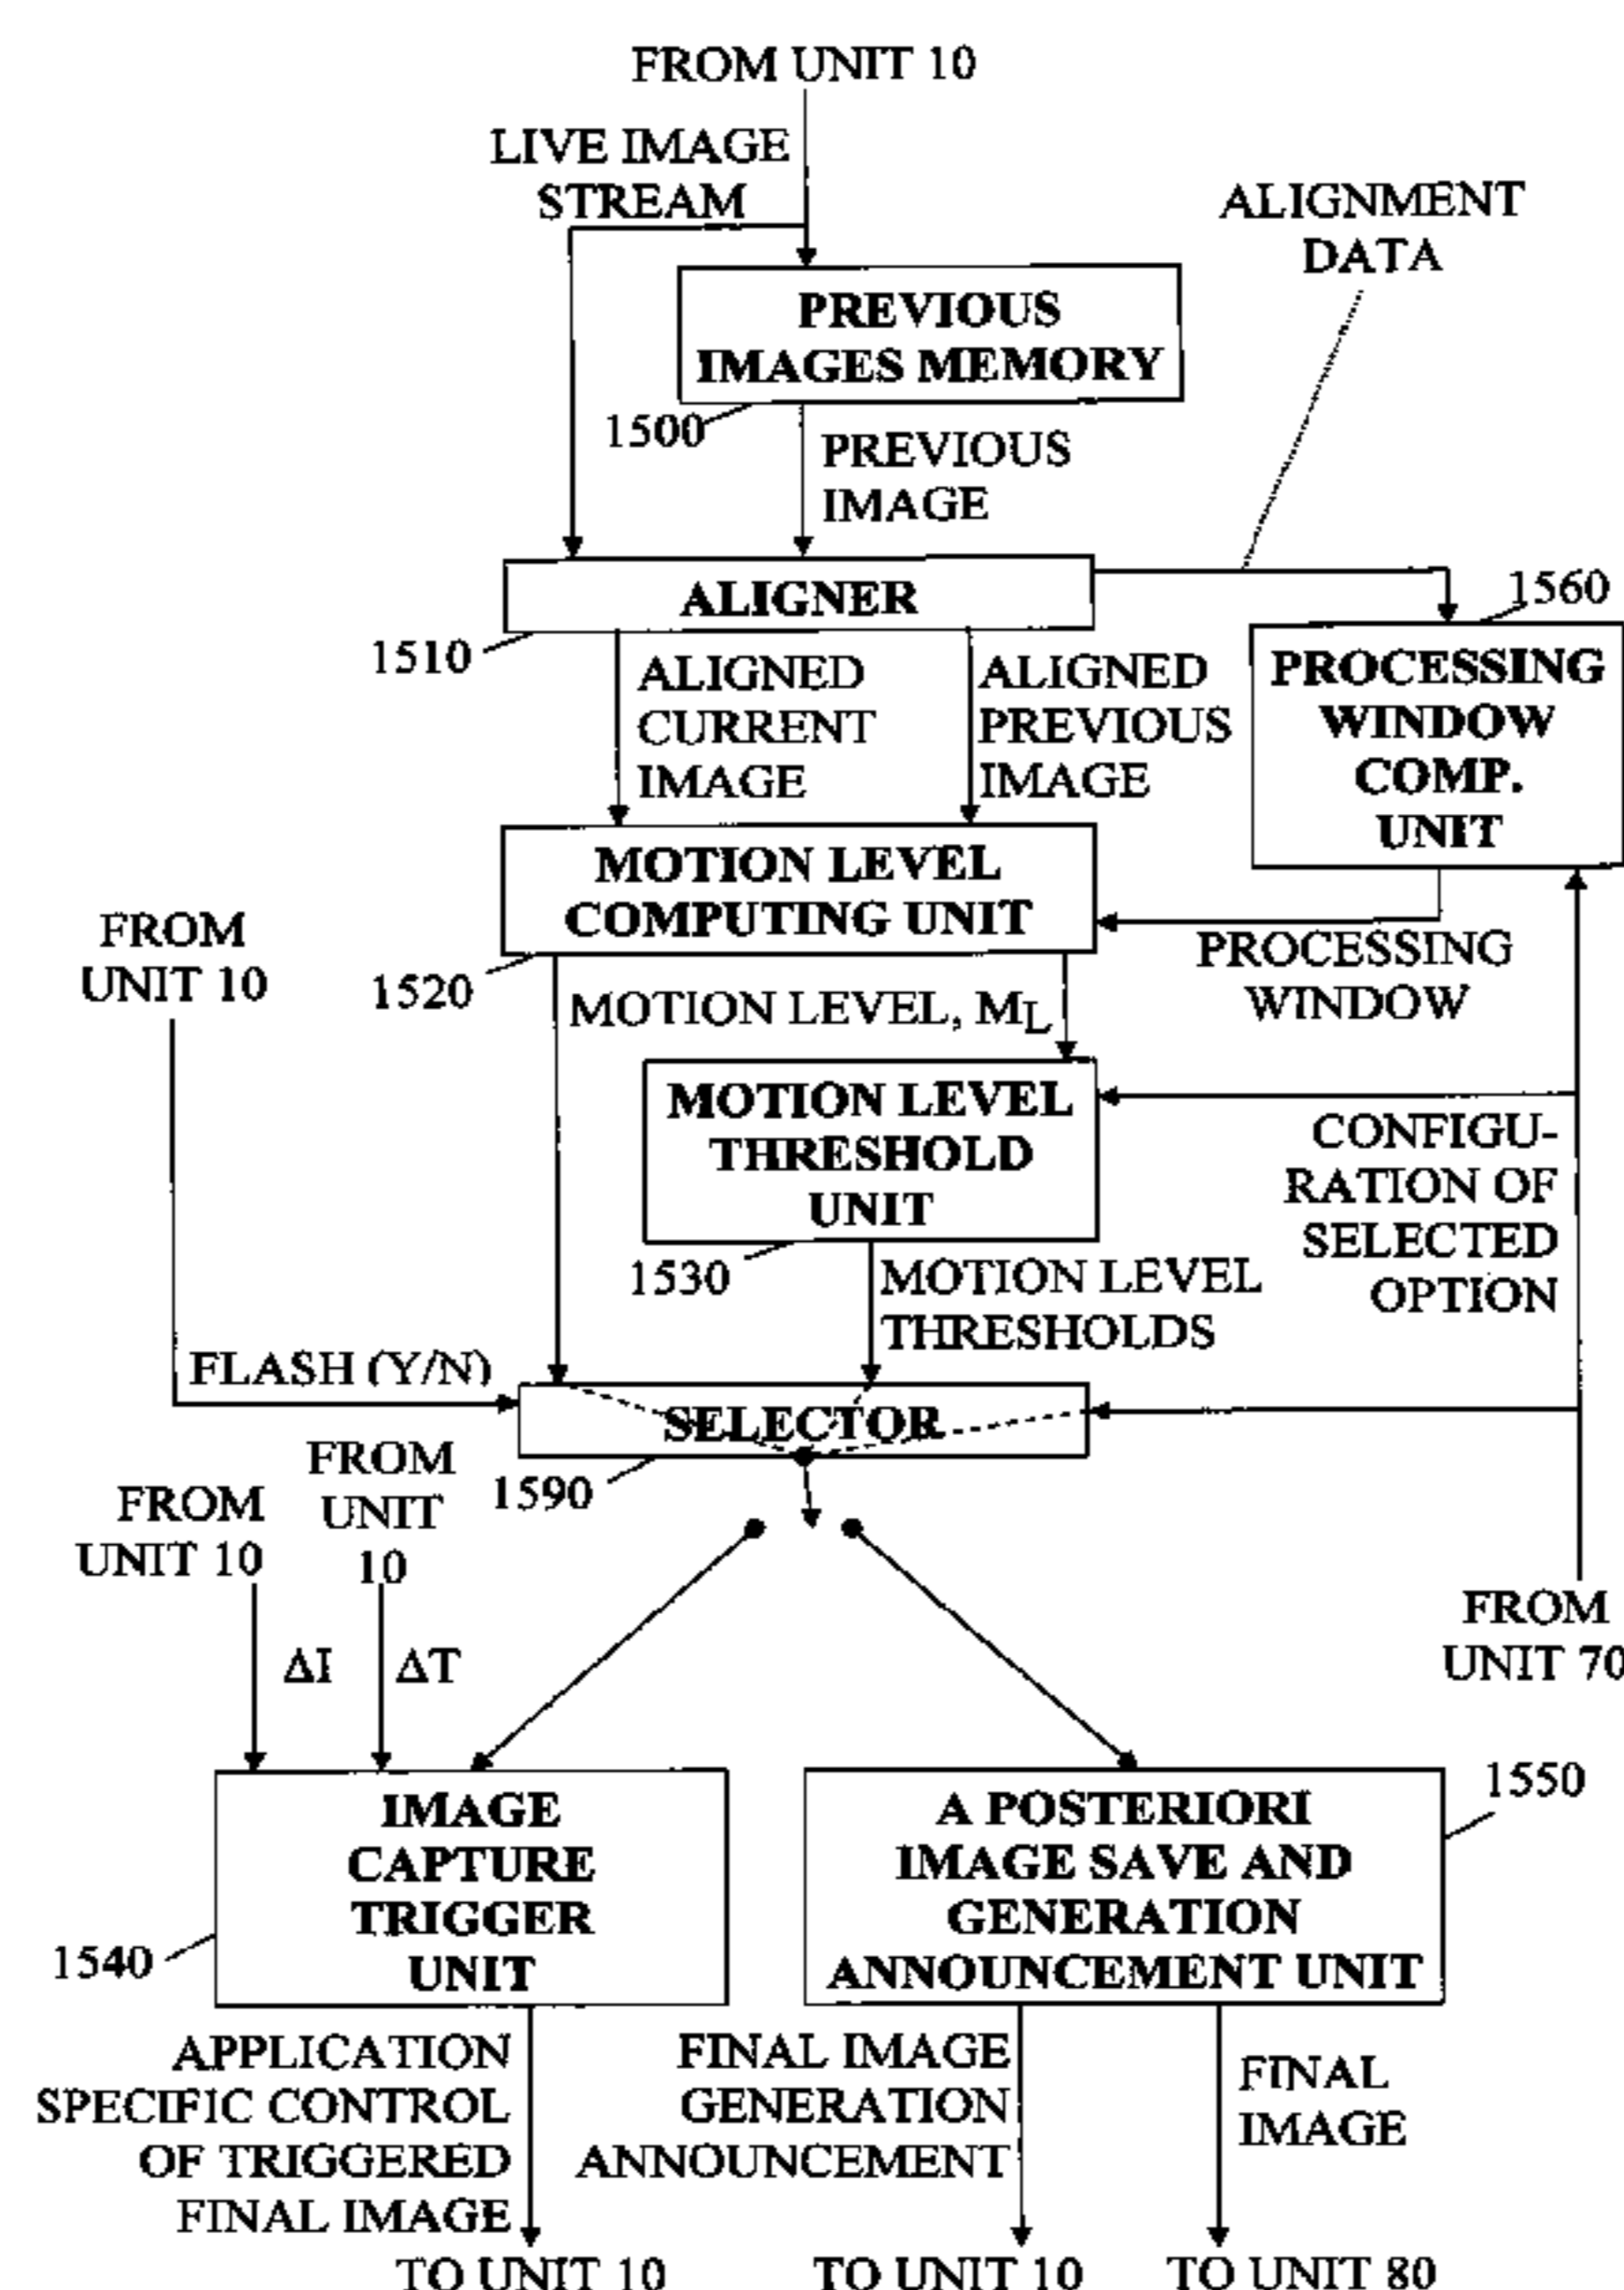 FROM UNIT 10
LIVE IMAGE
STREAM
ALIGNMENT
DATA
PREVIOUS
IMAGES MEMORY
1500
PREVIOUS
IMAGE
ALIGNER
1510
1560
PROCESSING
WINDOW
COMP.
UNIT
ALIGNED
CURRENT
IMAGE
ALIGNED
PREVIOUS
IMAGE
MOTION LEVEL
COMPUTING UNIT
1520
FROM
UNIT 10
PROCESSING
WINDOW
MOTION LEVEL, ML
MOTION LEVEL
THRESHOLD
UNIT
1530
CONFIGU-
RATION OF
SELECTED
OPTION
MOTION LEVEL
THRESHOLDS
FLASH (Y/N)
SELECTOR
1590
FROM
UNIT 10
FROM
UNIT
10
ΔI
ΔT
FROM
UNIT 70
IMAGE
CAPTURE
TRIGGER
UNIT
1540
A POSTERIORI
IMAGE SAVE AND
GENERATION
ANNOUNCEMENT UNIT
1550
APPLICATION
SPECIFIC CONTROL
OF TRIGGERED
FINAL IMAGE
FINAL IMAGE
GENERATION
ANNOUNCEMENT
FINAL
IMAGE
TO UNIT 10
TO UNIT 10
TO UNIT 80